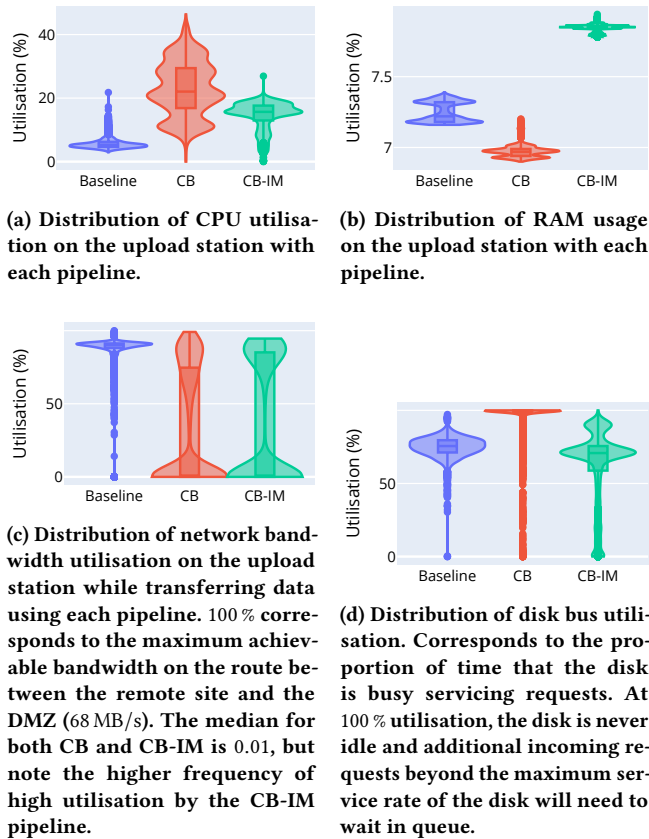 Utilisation (%)
40
20
0
Baseline
CB
CB-IM
(a) Distribution of CPU utilisa-
tion on the upload station with
each pipeline.
Utilisation (%)
7.5
7
Baseline
CB
CB-IM
(b) Distribution of RAM usage
on the upload station with each
pipeline.
Utilisation (%)
50
0
Baseline
CB
CB-IM
(c) Distribution of network band-
width utilisation on the upload
station while transferring data
using each pipeline. 100 % corre-
sponds to the maximum achiev-
able bandwidth on the route be-
tween the remote site and the
DMZ (68 MB/s). The median for
both CB and CB-IM is 0.01, but
note the higher frequency of
high utilisation by the CB-IM
pipeline.
Utilisation (%)
50
0
Baseline
CB
CB-IM
(d) Distribution of disk bus utili-
sation. Corresponds to the pro-
portion of time that the disk
is busy servicing requests. At
100 % utilisation, the disk is never
idle and additional incoming re-
quests beyond the maximum ser-
vice rate of the disk will need to
wait in queue.